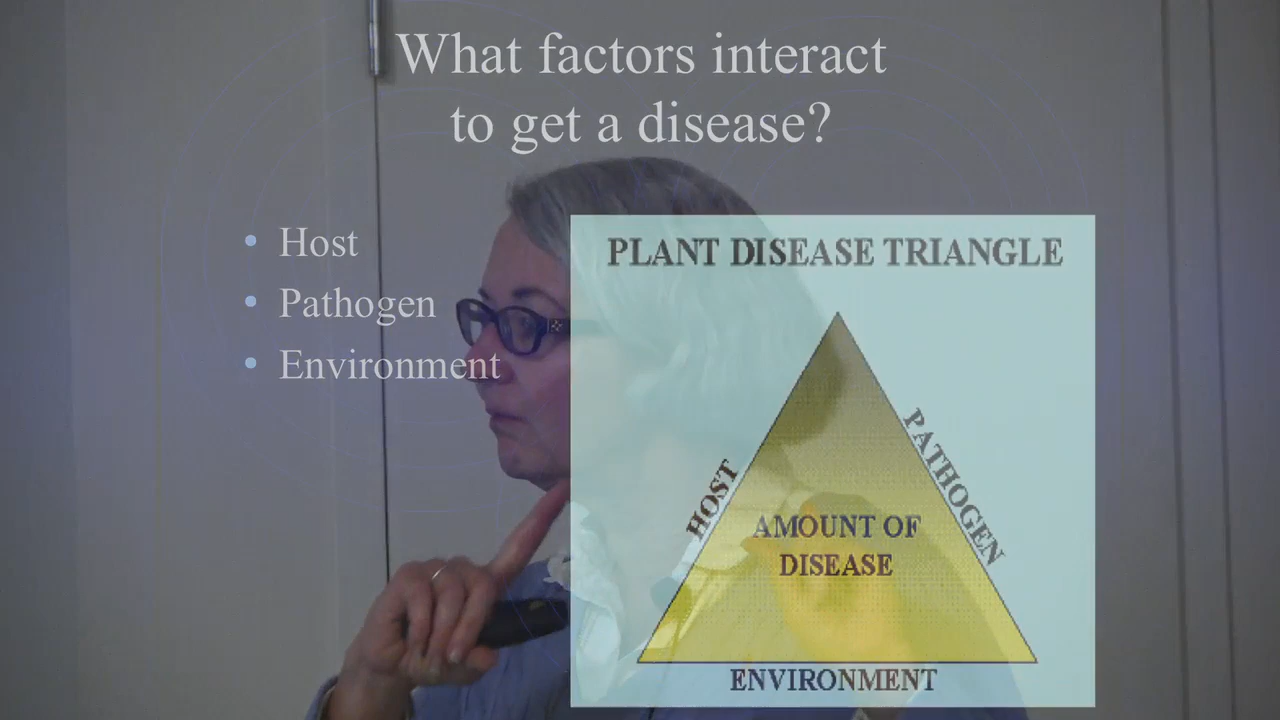 What factors interact
to get a disease?
• Host
• Pathogen
• Environment
PLANT DISEASE TRIANGLE
HOST
PATHOGEN
AMOUNT OF
DISEASE
ENVIRONMENT